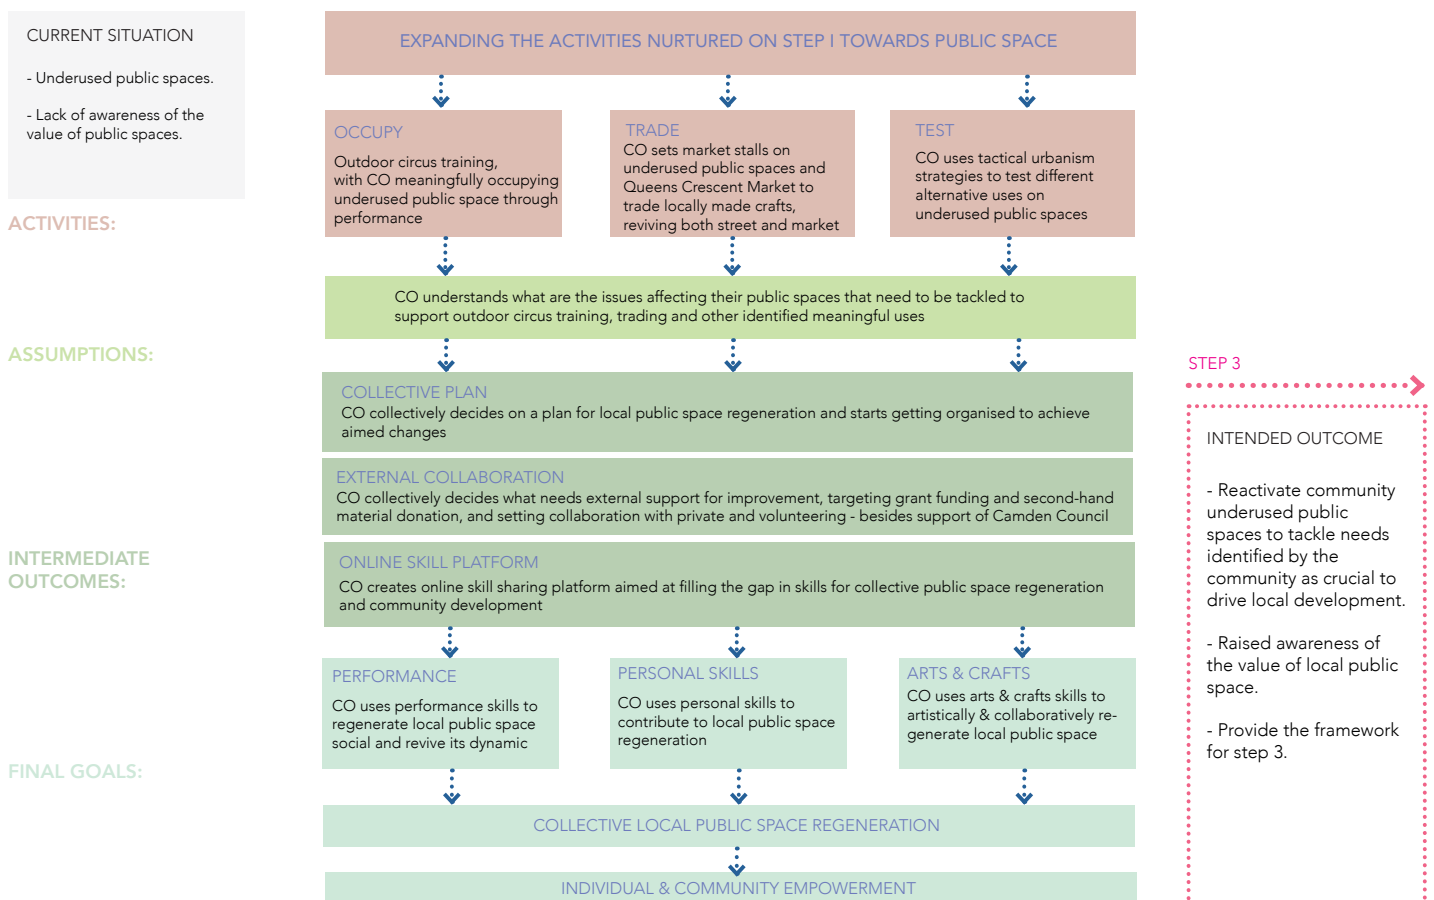 CURRENT SITUATION
- Underused public spaces.
- Lack of awareness of the
value of public spaces.
EXPANDING THE ACTIVITIES NURTURED ON STEP I TOWARDS PUBLIC SPACE
ACTIVITIES:
OCCUPY
Outdoor circus training,
with CO meaningfully occupying
underused public space through
performance
TRADE
CO sets market stalls on
underused public spaces and
Queens Crescent Market to
trade locally made crafts,
reviving both street and market
TEST
CO uses tactical urbanism
strategies to test different
alternative uses on
underused public spaces
ASSUMPTIONS:
CO understands what are the issues affecting their public spaces that need to be tackled to
support outdoor circus training, trading and other identified meaningful uses
INTERMEDIATE
OUTCOMES:
COLLECTIVE PLAN
CO collectively decides on a plan for local public space regeneration and starts getting organised to achieve
aimed changes
EXTERNAL COLLABORATION
CO collectively decides what needs external support for improvement, targeting grant funding and second-hand
material donation, and setting collaboration with private and volunteering - besides support of Camden Council
ONLINE SKILL PLATFORM
CO creates online skill sharing platform aimed at filling the gap in skills for collective public space regeneration
and community development
FINAL GOALS:
PERFORMANCE
CO uses performance skills to
regenerate local public space
social and revive its dynamic
PERSONAL SKILLS
CO uses personal skills to
contribute to local public space
regeneration
ARTS & CRAFTS
CO uses arts & crafts skills to
artistically & collaboratively re-
generate local public space
COLLECTIVE LOCAL PUBLIC SPACE REGENERATION
INDIVIDUAL & COMMUNITY EMPOWERMENT
STEP 3
INTENDED OUTCOME
- Reactivate community
underused public
spaces to tackle needs
identified by the
community as crucial to
drive local development.
- Raised awareness of
the value of local public
space.
- Provide the framework
for step 3.